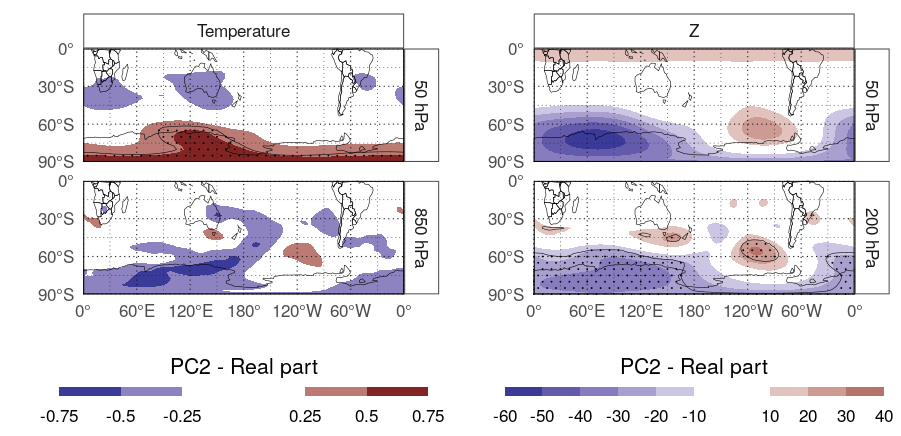 Temperature
Z
0°
30°S
60°S
90°S
50 hPa
0°
30°S
60°S
90°S
50 hPa
0°
30°S
60°S
90°S
850 hPa
0°
30°S
60°S
90°S
200 hPa
0° 60°E 120°E 180° 120°W 60°W 0°
0° 60°E 120°E 180° 120°W 60°W 0°
PC2 - Real part
-0.75 -0.5 -0.25 0.25 0.5 0.75
PC2 - Real part
-60 -50 -40 -30 -20 -10 10 20 30 40